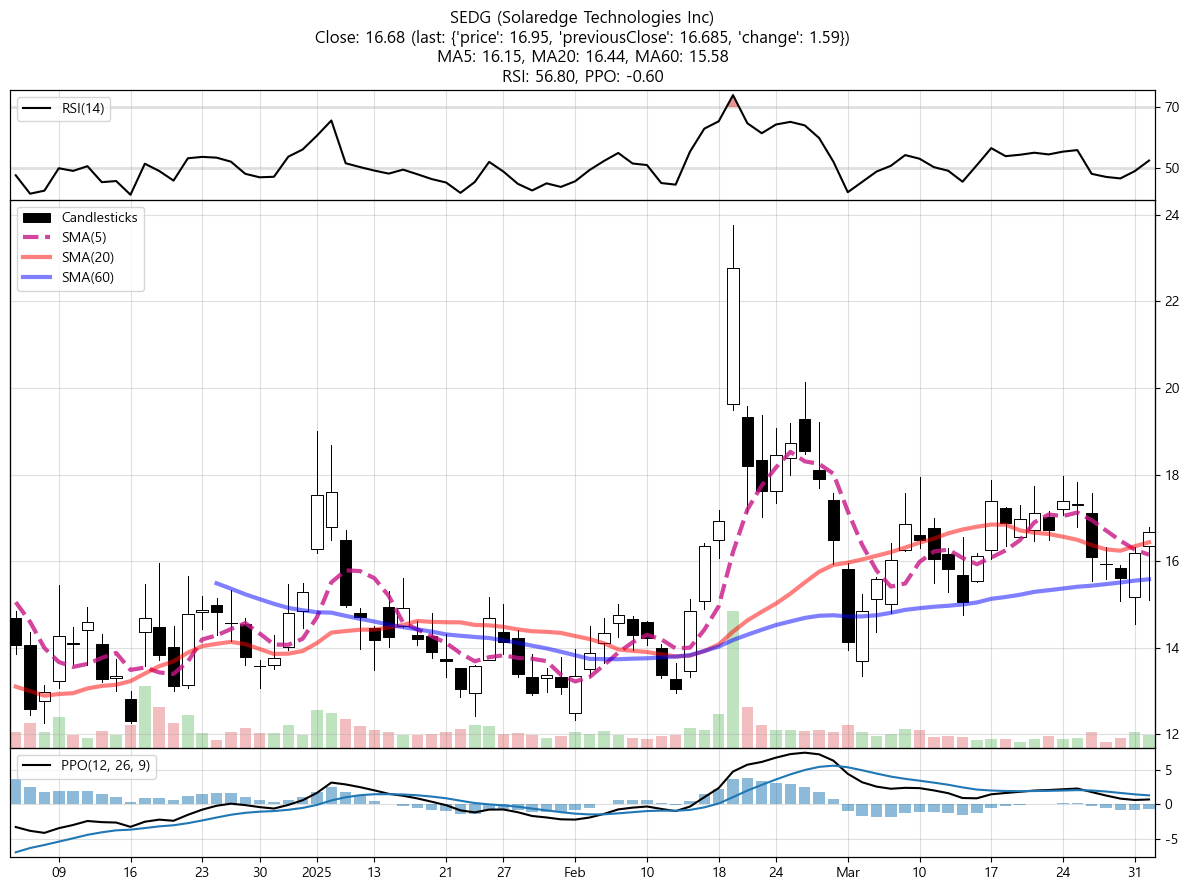 SEDG (Solaredge Technologies Inc)
Close: 16.68 (last: {'price': 16.95, 'previousClose': 16.685, 'change': 1.59})
MA5: 16.15, MA20: 16.44, MA60: 15.58
RSI: 56.80, PPO: -0.60
RSI(14)
70
50
Candlesticks
SMA(5)
SMA(20)
SMA(60)
24
22
20
18
16
14
12
PPO(12, 26, 9)
5
0
-5
09 16 23 30 2025 13 21 27 Feb 10 18 24 Mar 10 17 24 31